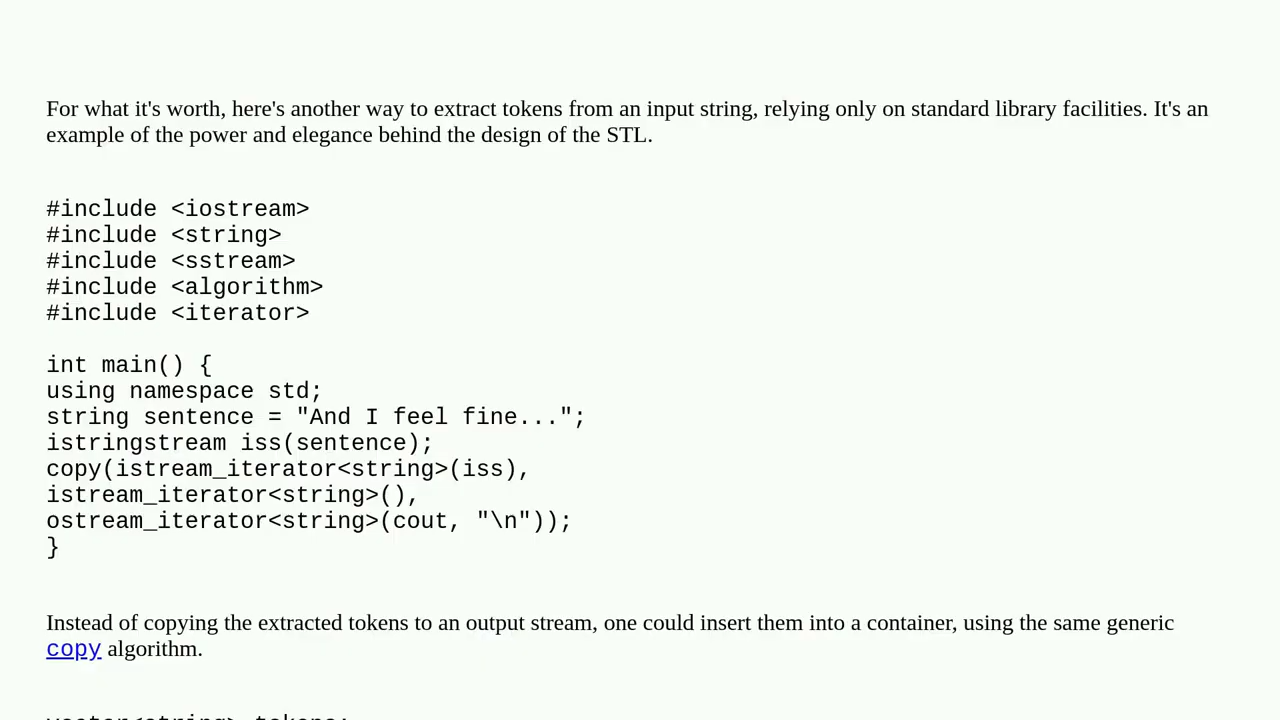 For what it's worth, here's another way to extract tokens from an input string, relying only on standard library facilities. It's an
example of the power and elegance behind the design of the STL.
#include <iostream>
#include <string>
#include <sstream>
#include <algorithm>
#include <iterator>
int main() {
using namespace std;
string sentence = "And I feel fine...";
istringstream iss(sentence);
copy(istream_iterator<string>(iss),
istream_iterator<string>(),
ostream_iterator<string>(cout, "\n"));
}
Instead of copying the extracted tokens to an output stream, one could insert them into a container, using the same generic
copy algorithm.
vector<string> tokens;